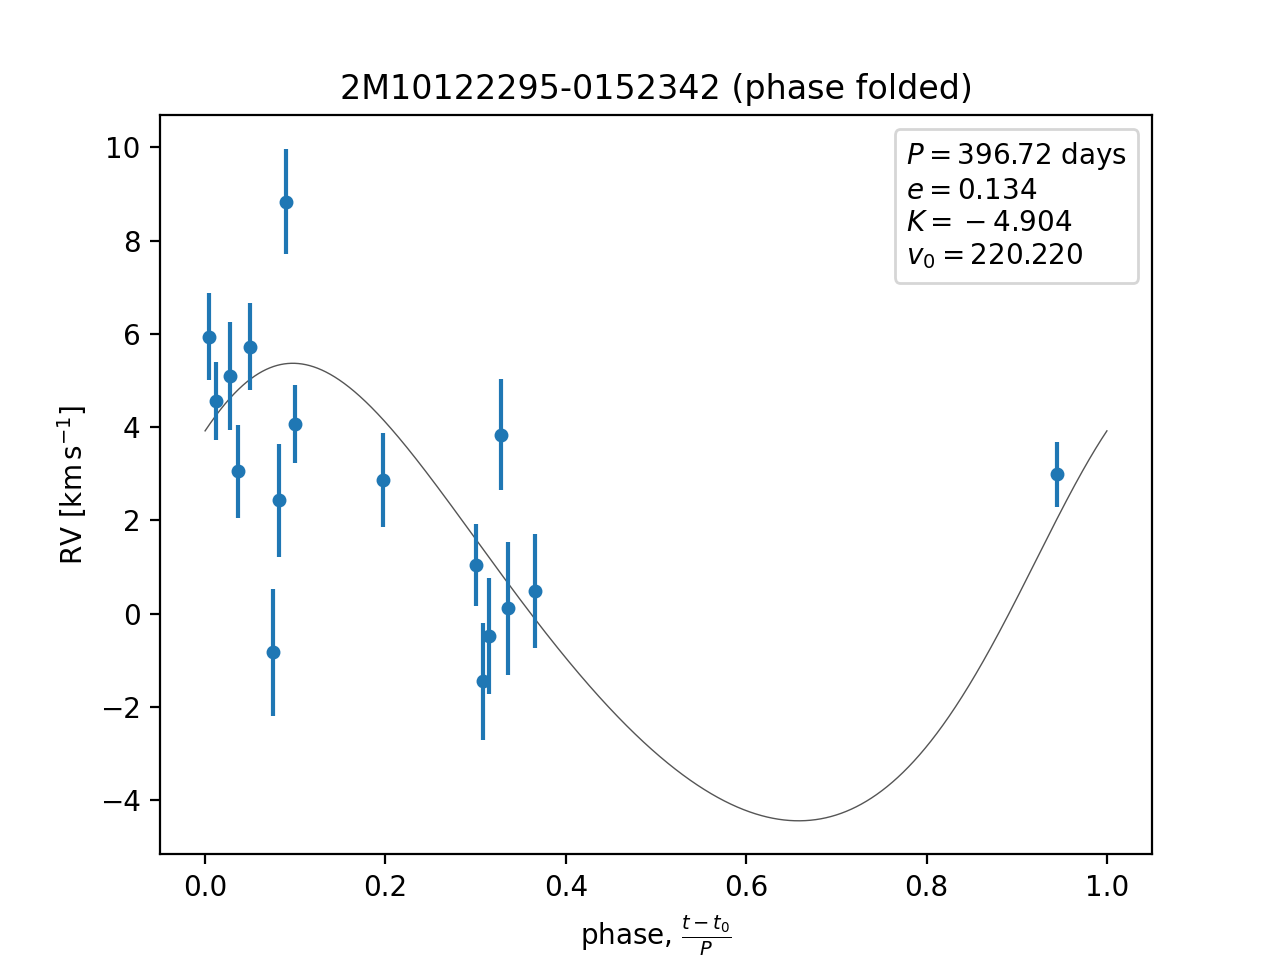 2M10122295-0152342 (phase folded)
P = 396.72 days
e = 0.134
K = −4.904
v₀ = 220.220
10
8
6
4
2
0
−2
−4
RV [km s⁻¹]
0.0 0.2 0.4 0.6 0.8 1.0
phase, (t − t₀)/P